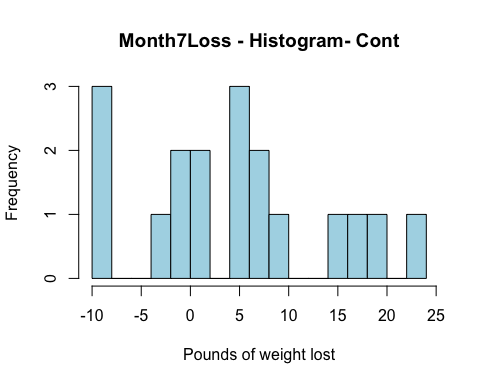 Month7Loss - Histogram- Cont
Frequency
3
2
1
0
-10 -5 0 5 10 15 20 25
Pounds of weight lost